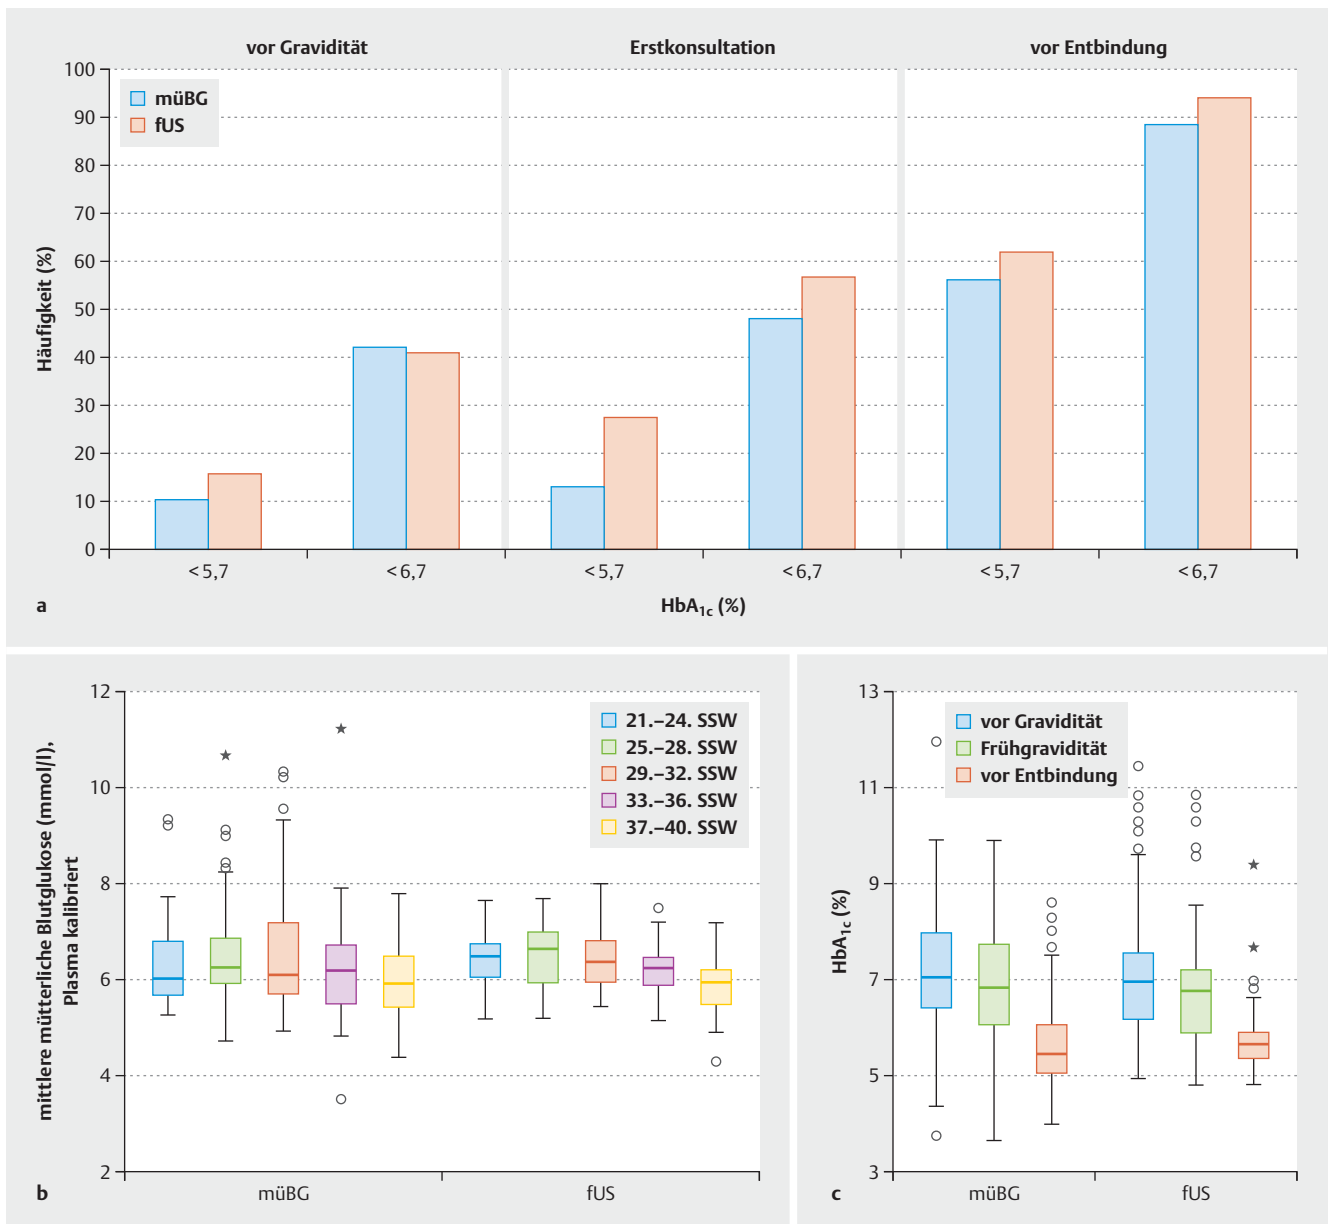 vor Gravidität
Erstkonsultation
vor Entbindung
100
90
80
70
60
50
40
30
20
10
0
Häufigkeit (%)
müBG
fUS
<5,7
<6,7
<5,7
<6,7
<5,7
<6,7
HbA1c (%)
a
mittlere mütterliche Blutglukose (mmol/l),
Plasma kalibriert
12
10
8
6
4
2
21.–24. SSW
25.–28. SSW
29.–32. SSW
33.–36. SSW
37.–40. SSW
müBG
fUS
b
HbA1c (%)
13
11
9
7
5
3
vor Gravidität
Frühgravidität
vor Entbindung
müBG
fUS
c